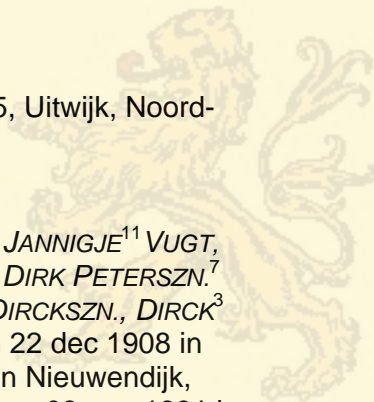 5, Uitwijk, Noord-
JANNIGJE¹¹ VUGT,
DIRK PETERSZN.⁷
DIRCKSZN., DIRCK³
22 dec 1908 in
n Nieuwendijk,